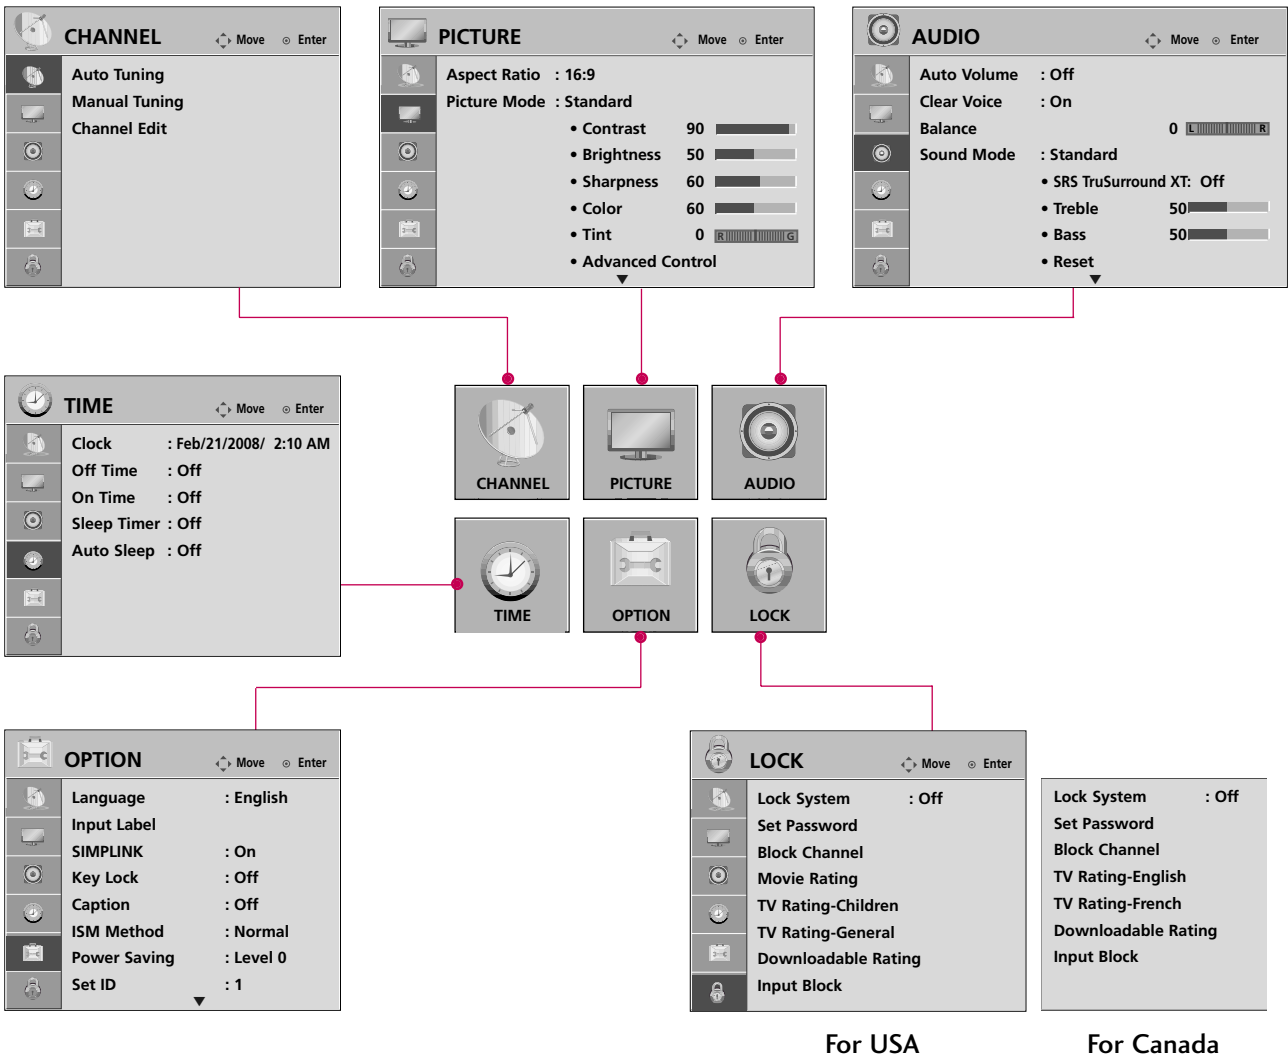 CHANNEL Move Enter
Auto Tuning
Manual Tuning
Channel Edit
PICTURE Move Enter
Aspect Ratio : 16:9
Picture Mode : Standard
• Contrast 90
• Brightness 50
• Sharpness 60
• Color 60
• Tint 0 R G
• Advanced Control
AUDIO Move Enter
Auto Volume : Off
Clear Voice : On
Balance 0 L R
Sound Mode : Standard
• SRS TruSurround XT: Off
• Treble 50
• Bass 50
• Reset
TIME Move Enter
Clock : Feb/21/2008/ 2:10 AM
Off Time : Off
On Time : Off
Sleep Timer : Off
Auto Sleep : Off
CHANNEL PICTURE AUDIO
TIME OPTION LOCK
OPTION Move Enter
Language : English
Input Label
SIMPLINK : On
Key Lock : Off
Caption : Off
ISM Method : Normal
Power Saving : Level 0
Set ID : 1
LOCK Move Enter
Lock System : Off
Set Password
Block Channel
Movie Rating
TV Rating-Children
TV Rating-General
Downloadable Rating
Input Block
Lock System : Off
Set Password
Block Channel
TV Rating-English
TV Rating-French
Downloadable Rating
Input Block
For USA For Canada